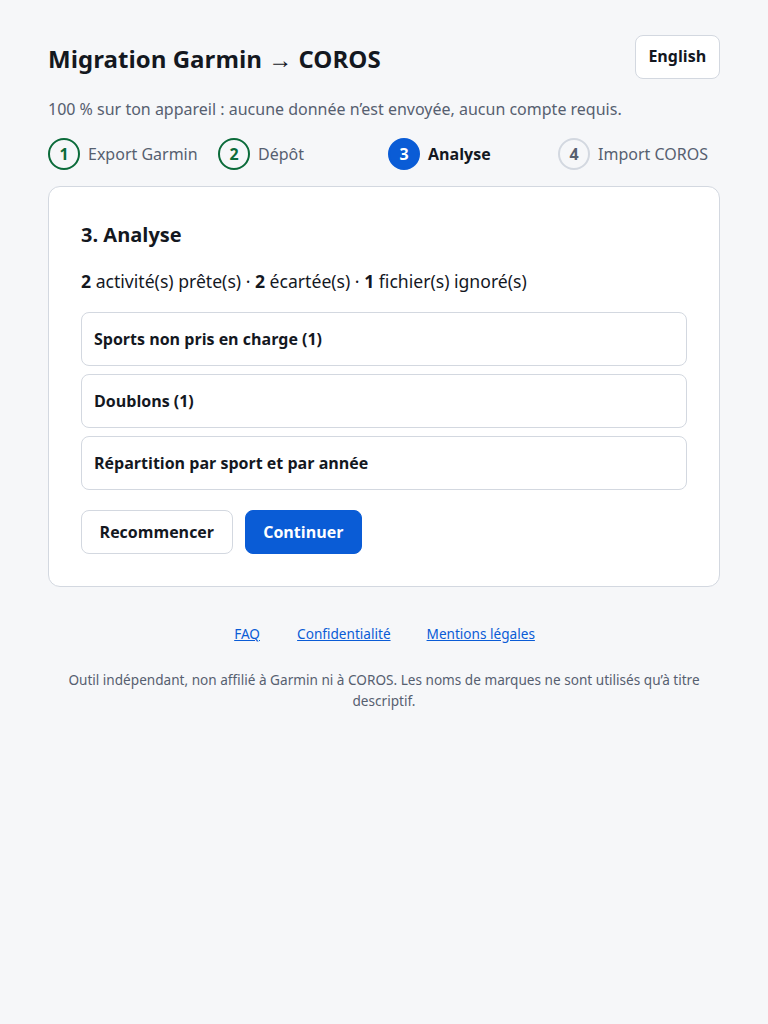 Migration Garmin → COROS
English
100 % sur ton appareil : aucune donnée n’est envoyée, aucun compte requis.
1 Export Garmin
2 Dépôt
3 Analyse
4 Import COROS
3. Analyse
2 activité(s) prête(s) · 2 écartée(s) · 1 fichier(s) ignoré(s)
Sports non pris en charge (1)
Doublons (1)
Répartition par sport et par année
Recommencer
Continuer
FAQ
Confidentialité
Mentions légales
Outil indépendant, non affilié à Garmin ni à COROS. Les noms de marques ne sont utilisés qu’à titre
descriptif.